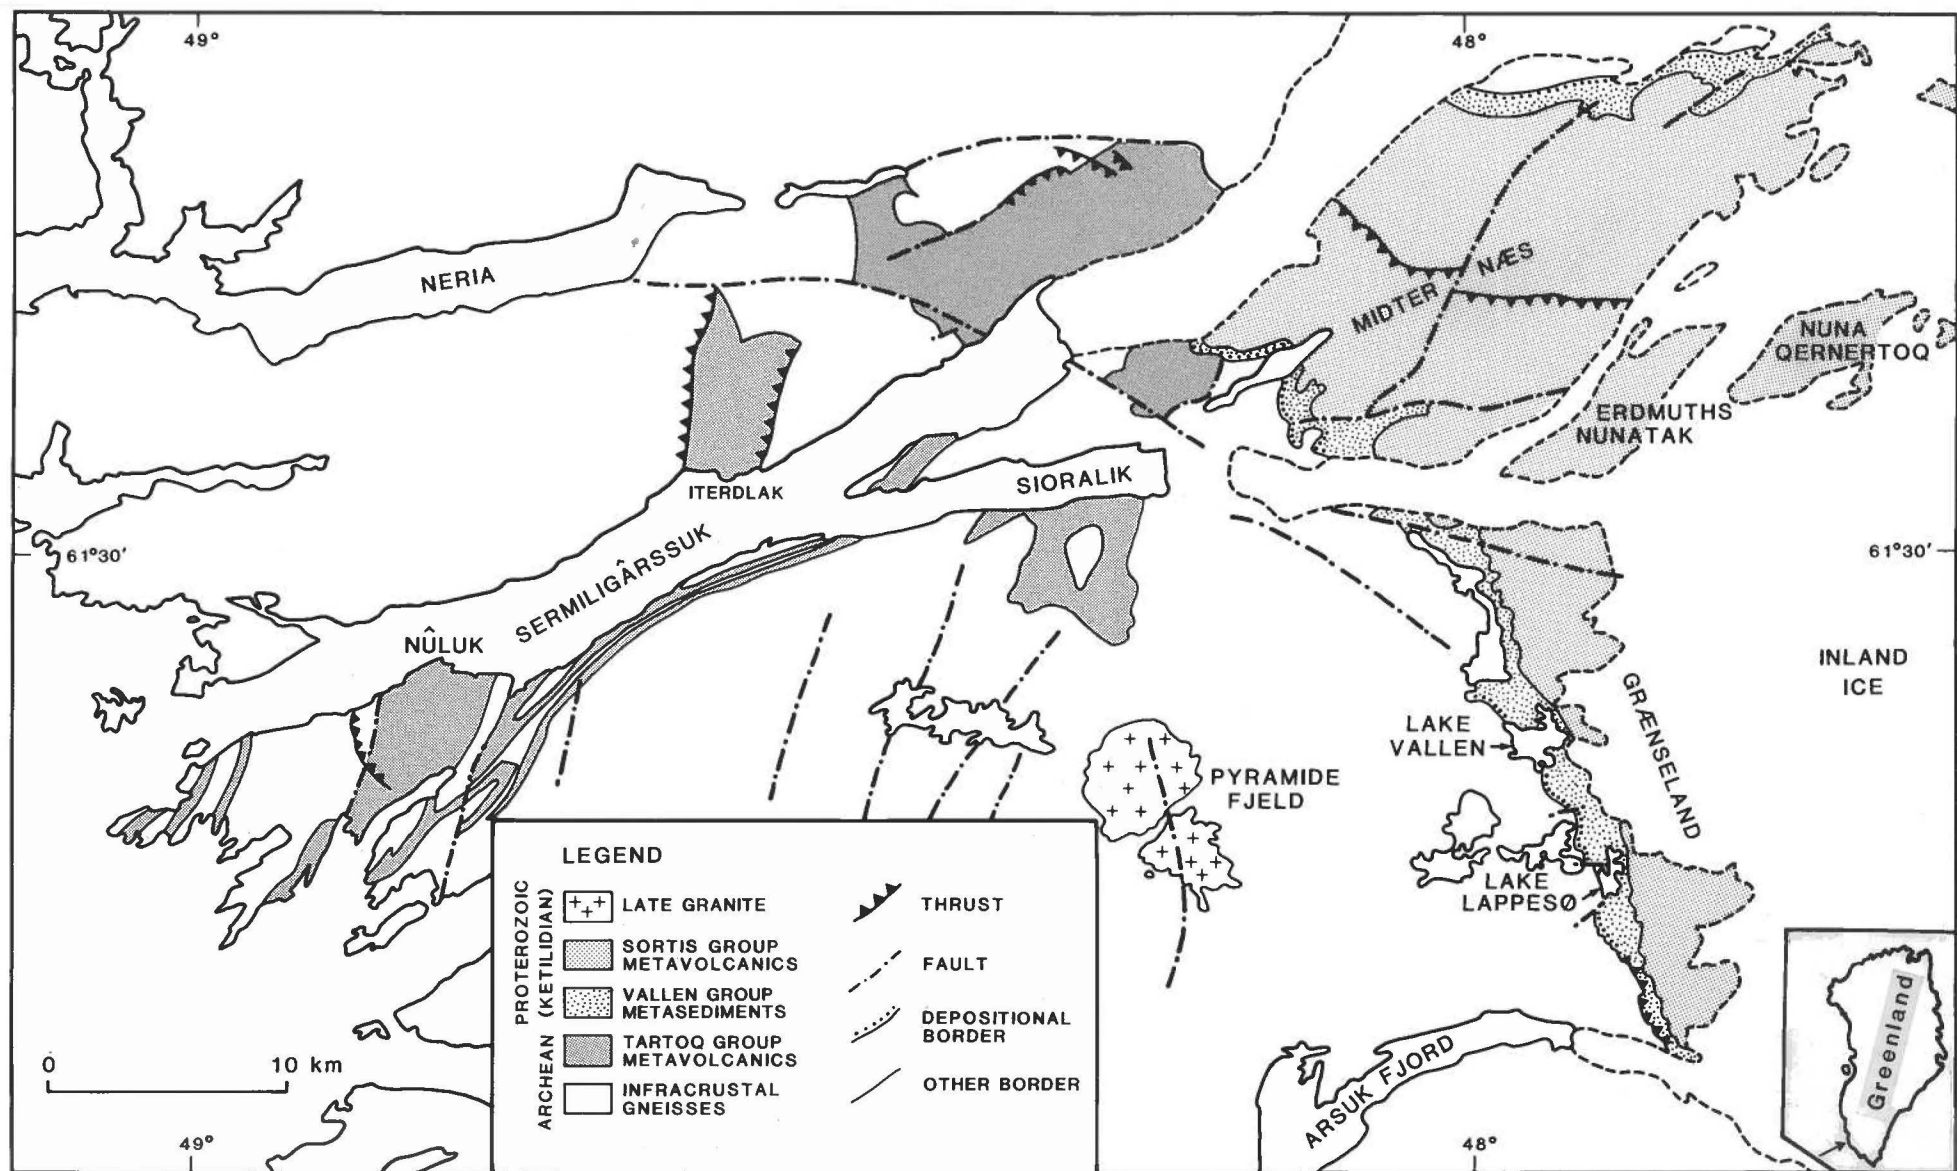 49°
48°
NERIA
NÆS
MIDTER
NUNA
QERNERTOQ
ERDMUTHS
NUNATAK
SIORALIK
ITERDLAK
61°30'
61°30'
SERMILIGÂRSSUK
NÛLUK
INLAND
ICE
GRÆNSELAND
LAKE
VALLEN
PYRAMIDE
FJELD
LAKE
LAPPESØ
LEGEND
PROTEROZOIC
(KETILIDIAN)
ARCHEAN
LATE GRANITE
SORTIS GROUP
METAVOLCANICS
VALLEN GROUP
METASEDIMENTS
TARTOQ GROUP
METAVOLCANICS
INFRACRUSTAL
GNEISSES
THRUST
FAULT
DEPOSITIONAL
BORDER
OTHER BORDER
0 10 km
ARSUK FJORD
Greenland
49°
48°